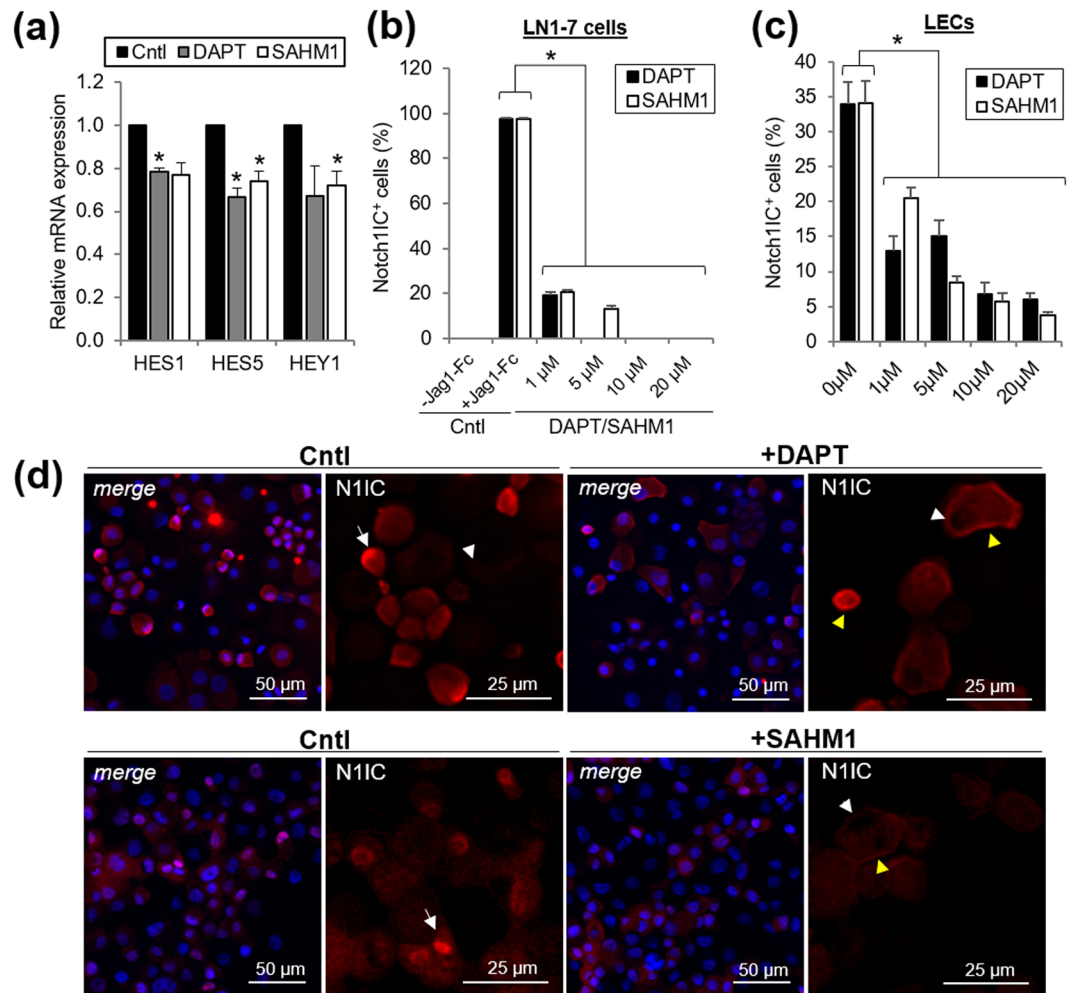 (a)
Cntl DAPT SAHM1
Relative mRNA expression
1.2
1.0
0.8
0.6
0.4
0.2
0.0
* * * *
HES1 HES5 HEY1
(b)
LN1-7 cells
*
DAPT
SAHM1
Notch1IC+ cells (%)
120
100
80
60
40
20
0
-Jag1-Fc +Jag1-Fc 1 µM 5 µM 10 µM 20 µM
Cntl DAPT/SAHM1
(c)
LECs
*
DAPT
SAHM1
Notch1IC+ cells (%)
40
35
30
25
20
15
10
5
0
0µM 1µM 5µM 10µM 20µM
(d)
Cntl +DAPT
merge N1IC merge N1IC
50 µm 25 µm 50 µm 25 µm
Cntl +SAHM1
merge N1IC merge N1IC
50 µm 25 µm 50 µm 25 µm